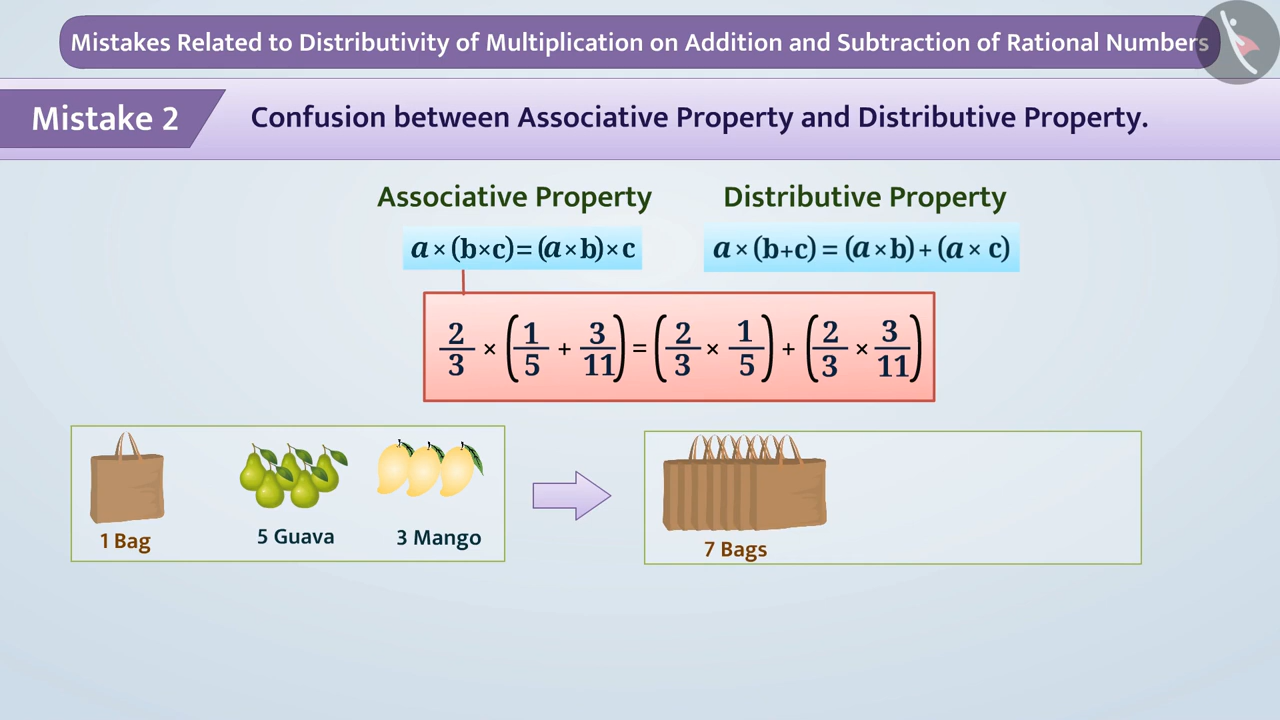 Mistakes Related to Distributivity of Multiplication on Addition and Subtraction of Rational Numbers
Mistake 2
Confusion between Associative Property and Distributive Property.
Associative Property
Distributive Property
a × (b×c) = (a×b)×c
a × (b+c) = (a×b) + (a× c)
2/3 × (1/5 + 3/11) = (2/3 × 1/5) + (2/3 × 3/11)
1 Bag
5 Guava
3 Mango
7 Bags